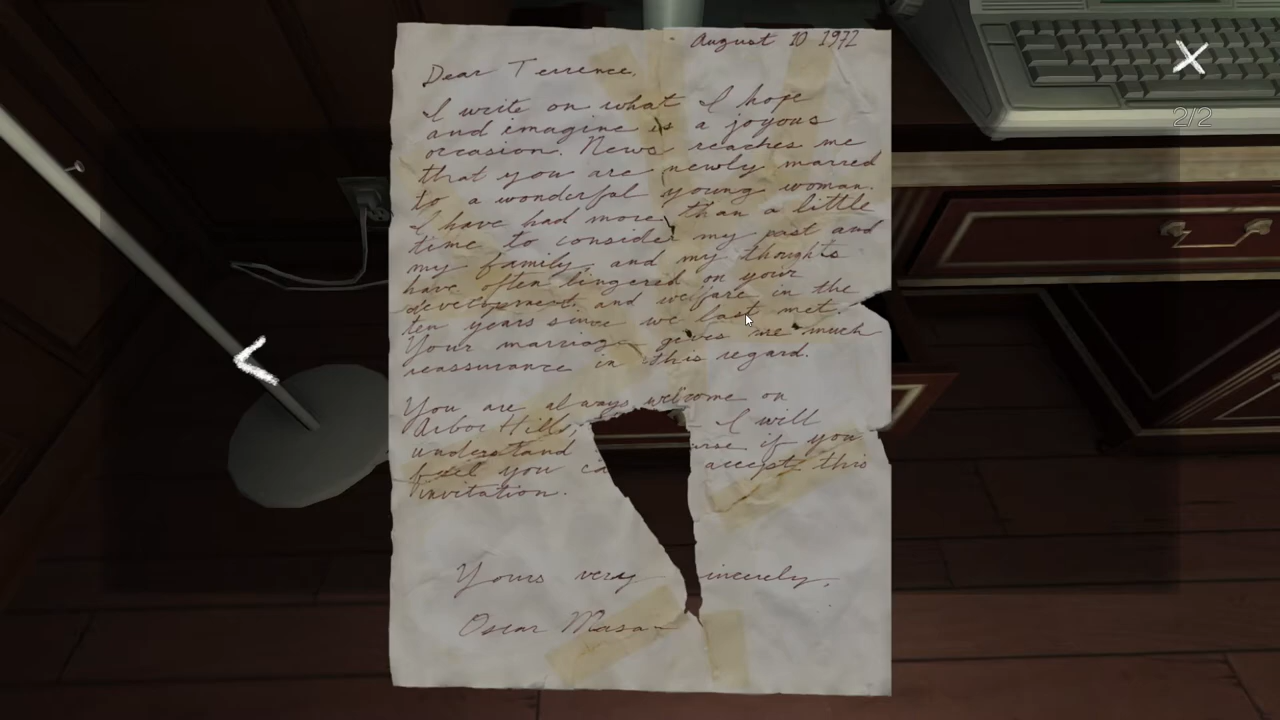 August 10 1972
Dear Terrence,
I write on what I hope
and imagine is a joyous
occasion. News reaches me
that you are newly married
to a wonderful young woman.
I have had more than a little
time to consider my past and
my family, and my thoughts
have often lingered on your
development and welfare in the
ten years since we last met.
Your marriage gives me much
reassurance in this regard.
You are always welcome on
Arbor Hill, I will
understand if you
feel you accept this
invitation.
Yours very sincerely,
Oscar Masan
2/2